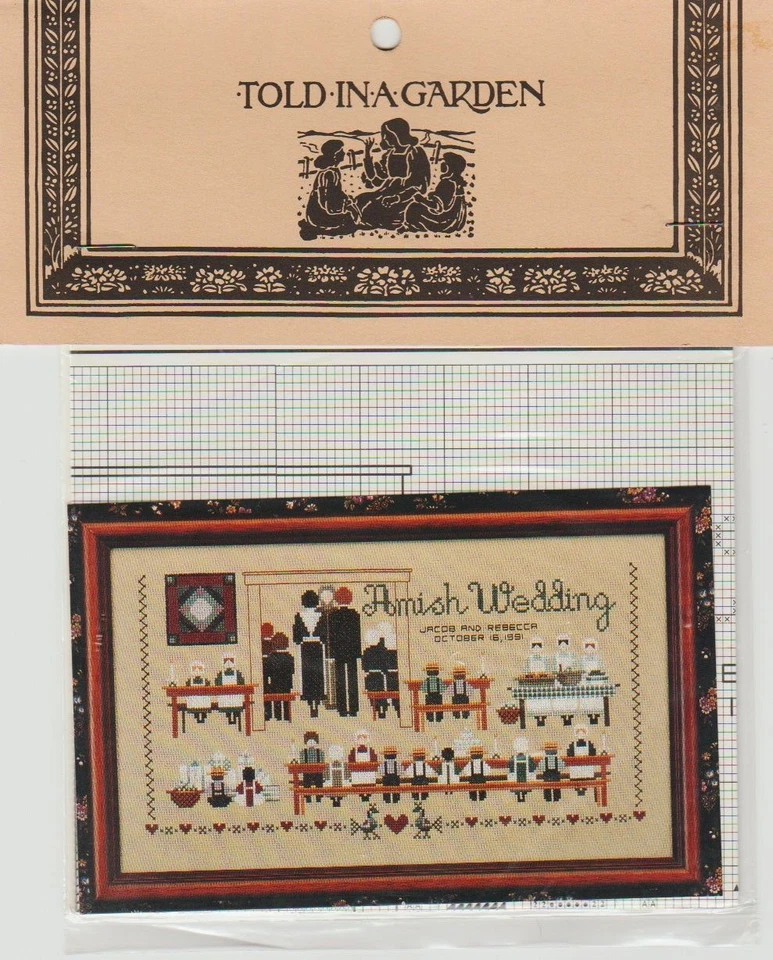 ·TOLD·IN·A·GARDEN
Amish Wedding
JACOB AND REBECCA
OCTOBER 16, 1991